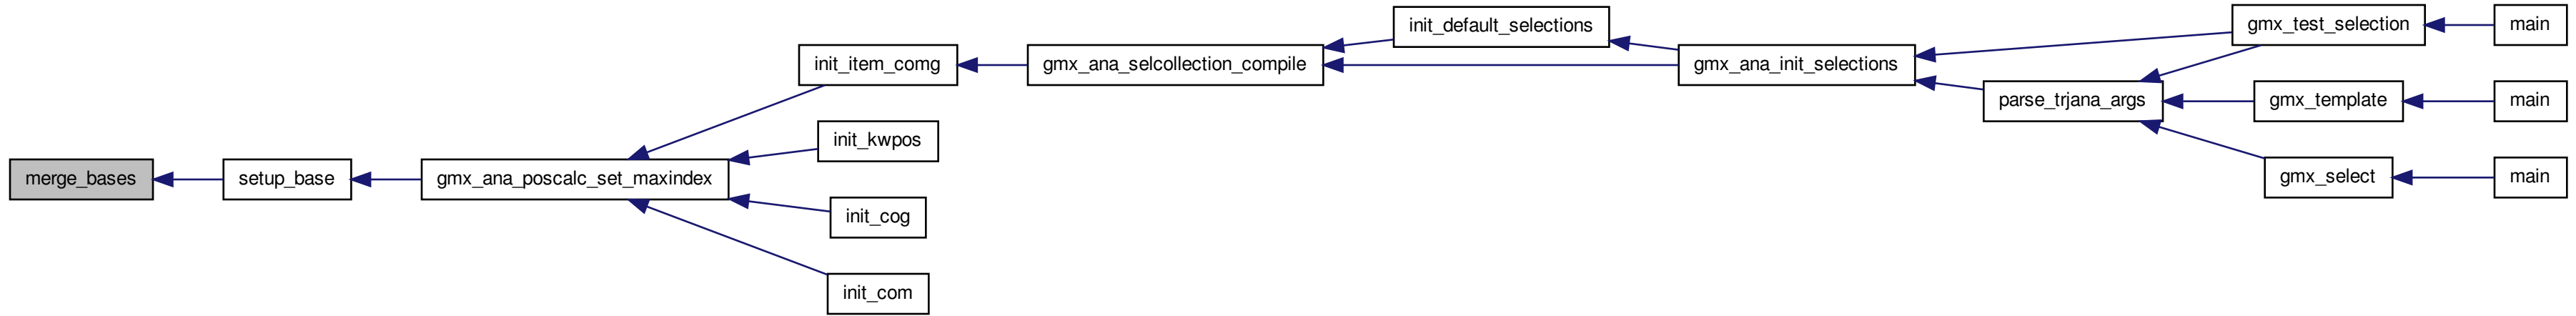 merge_bases
setup_base
gmx_ana_poscalc_set_maxindex
init_item_comg
init_kwpos
init_cog
init_com
gmx_ana_selcollection_compile
init_default_selections
gmx_ana_init_selections
parse_trjana_args
gmx_test_selection
gmx_template
gmx_select
main
main
main